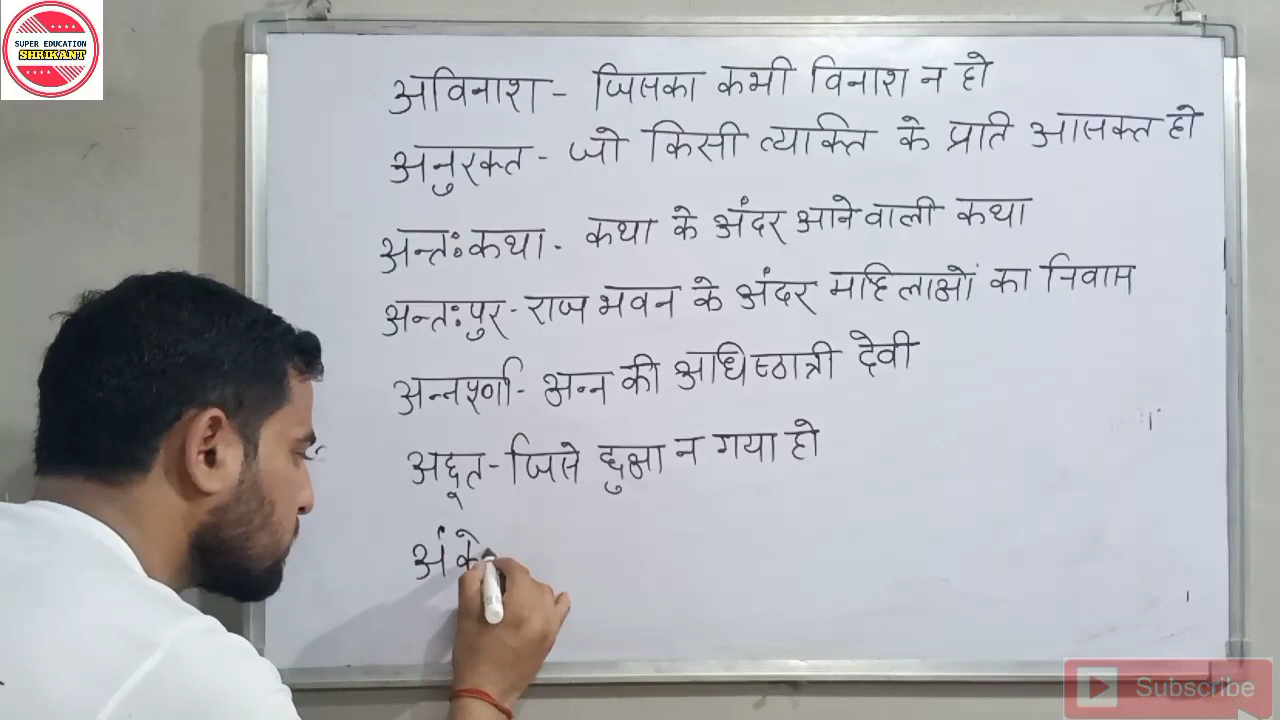 SUPER EDUCATION
SHRIKANT
अविनाश - जिसका कभी विनाश न हो
अनुरक्त - जो किसी व्यक्ति के प्रति आसक्त हो
अन्तःकथा - कथा के अंदर आने वाली कथा
अन्तःपुर - राज भवन के अंदर महिलाओं का निवास
अन्नपूर्णा - अन्न की अधिष्ठात्री देवी
अछूत - जिसे छुआ न गया हो
अंके
Subscribe